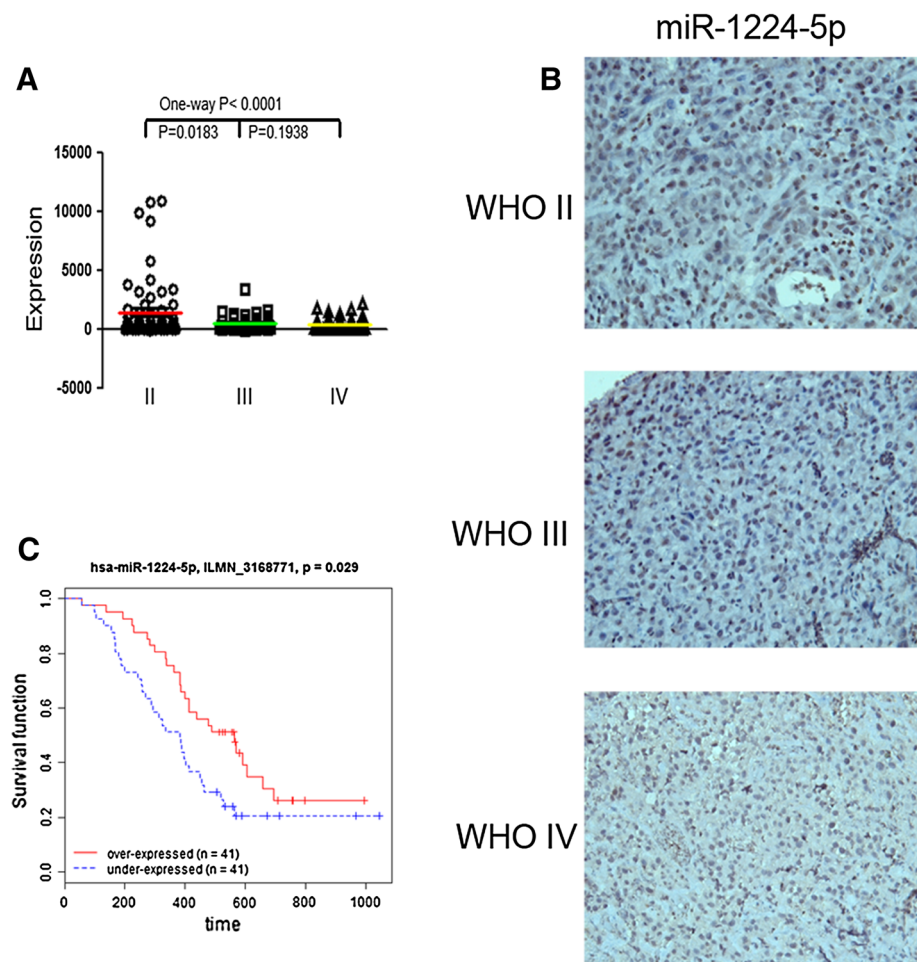 A
One-way P< 0.0001
P=0.0183 P=0.1938
15000
10000
5000
0
-5000
Expression
II III IV
miR-1224-5p
B
WHO II
WHO III
WHO IV
C
hsa-miR-1224-5p, ILMN_3168771, p = 0.029
1.0
0.8
0.6
0.4
0.2
0.0
Survival function
over-expressed (n = 41)
under-expressed (n = 41)
0 200 400 600 800 1000
time